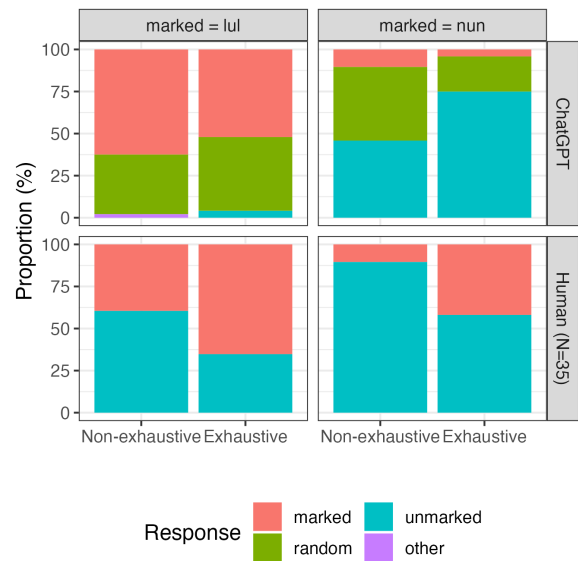 marked = lul
marked = nun
100
75
50
25
0
ChatGPT
100
75
50
25
0
Human (N=35)
Proportion (%)
Non-exhaustive Exhaustive
Non-exhaustive Exhaustive
Response
marked
unmarked
random
other